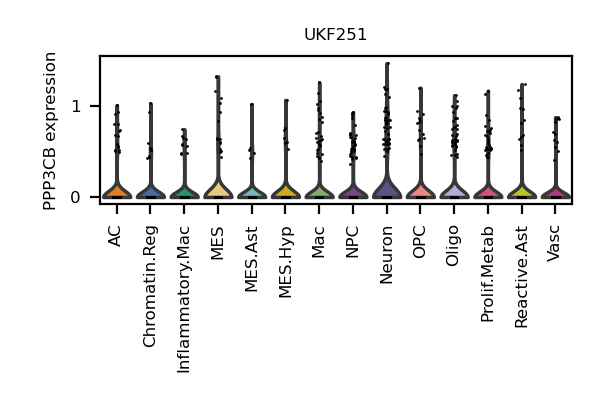 UKF251
PPP3CB expression
1
0
AC
Chromatin.Reg
Inflammatory.Mac
MES
MES.Ast
MES.Hyp
Mac
NPC
Neuron
OPC
Oligo
Prolif.Metab
Reactive.Ast
Vasc